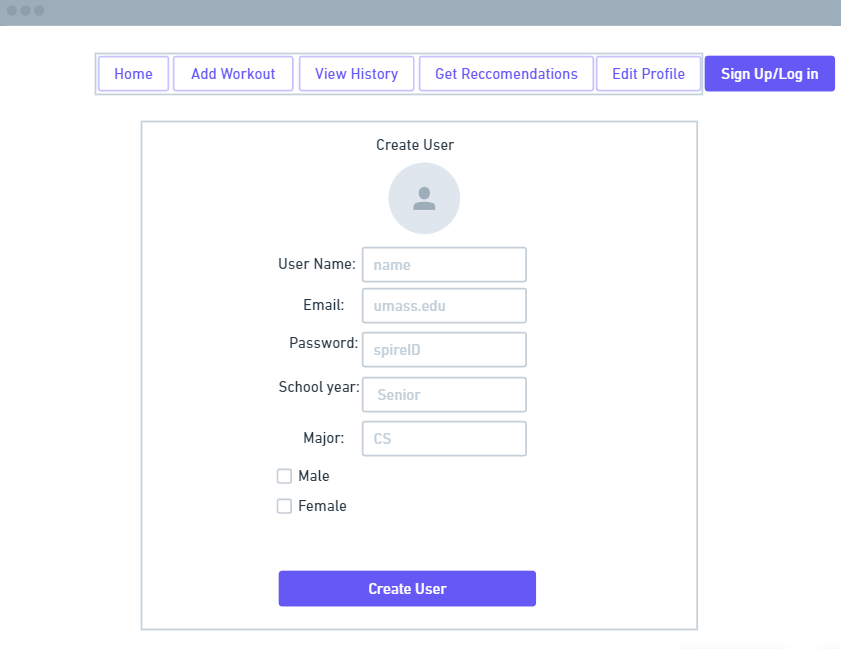 Home Add Workout View History Get Reccomendations Edit Profile Sign Up/Log in
Create User
User Name: name
Email: umass.edu
Password: spireID
School year: Senior
Major: CS
Male
Female
Create User